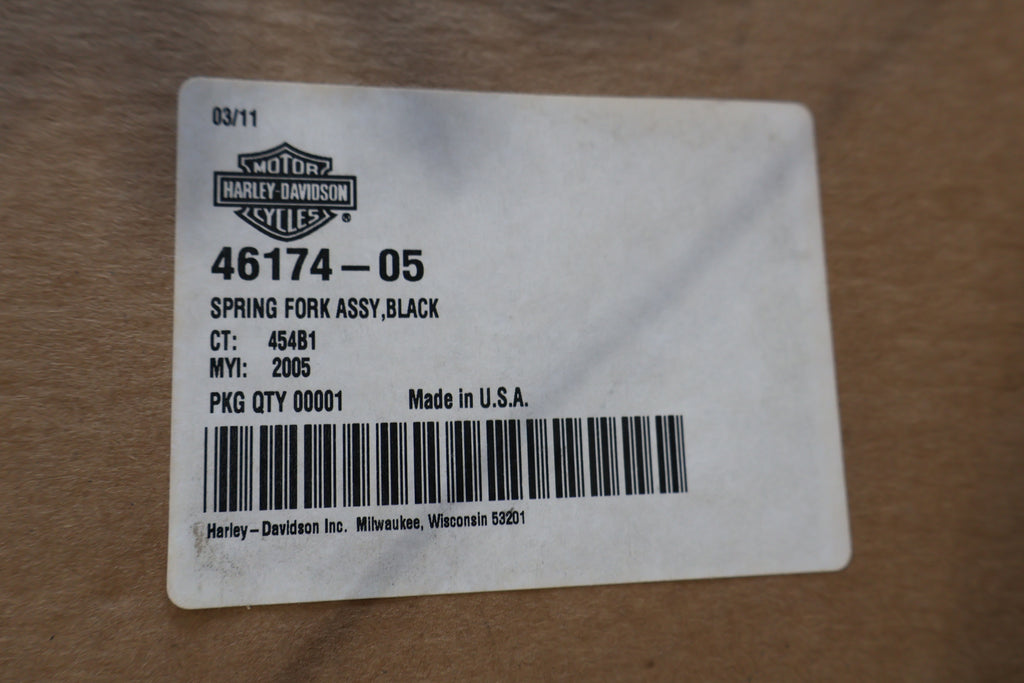 03/11
MOTOR
HARLEY-DAVIDSON
CYCLES ®
46174–05
SPRING FORK ASSY,BLACK
CT: 454B1
MYI: 2005
PKG QTY 00001 Made in U.S.A.
Harley–Davidson Inc. Milwaukee, Wisconsin 53201